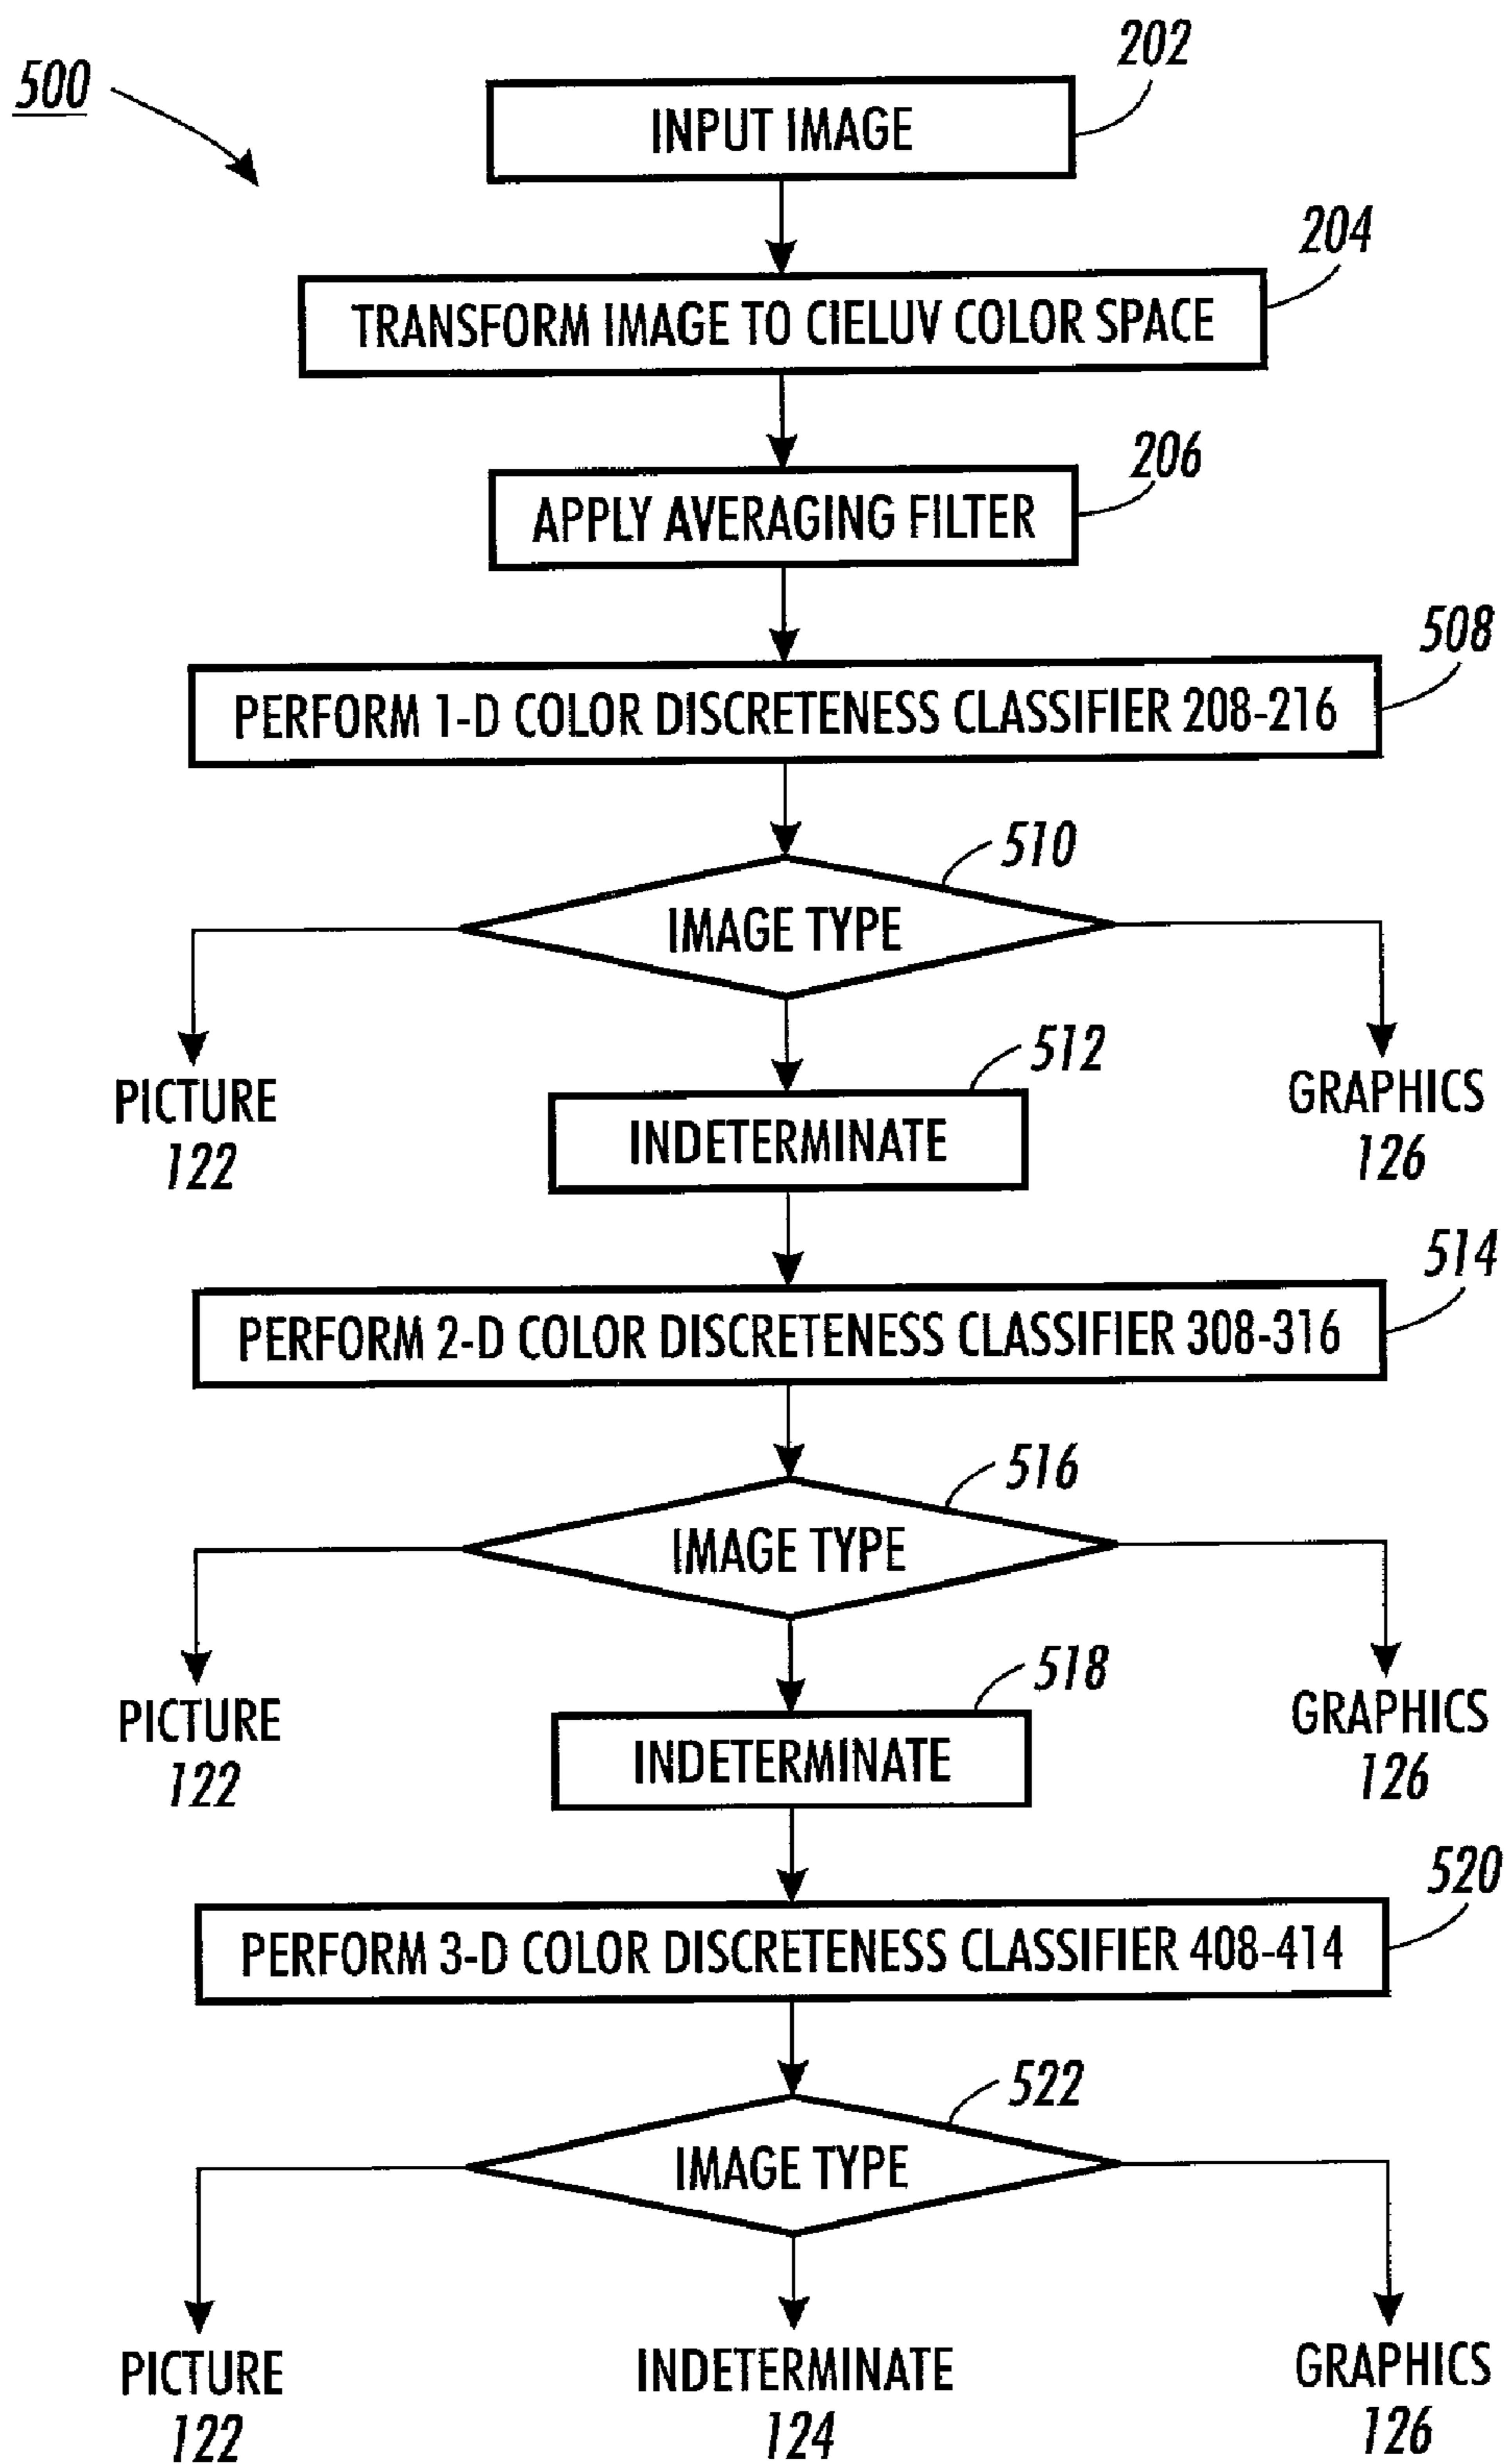 500
202
INPUT IMAGE
204
TRANSFORM IMAGE TO CIELUV COLOR SPACE
206
APPLY AVERAGING FILTER
508
PERFORM 1-D COLOR DISCRETENESS CLASSIFIER 208-216
510
IMAGE TYPE
512
PICTURE
122
INDETERMINATE
GRAPHICS
126
514
PERFORM 2-D COLOR DISCRETENESS CLASSIFIER 308-316
516
IMAGE TYPE
518
PICTURE
122
INDETERMINATE
GRAPHICS
126
520
PERFORM 3-D COLOR DISCRETENESS CLASSIFIER 408-414
522
IMAGE TYPE
PICTURE
122
INDETERMINATE
124
GRAPHICS
126